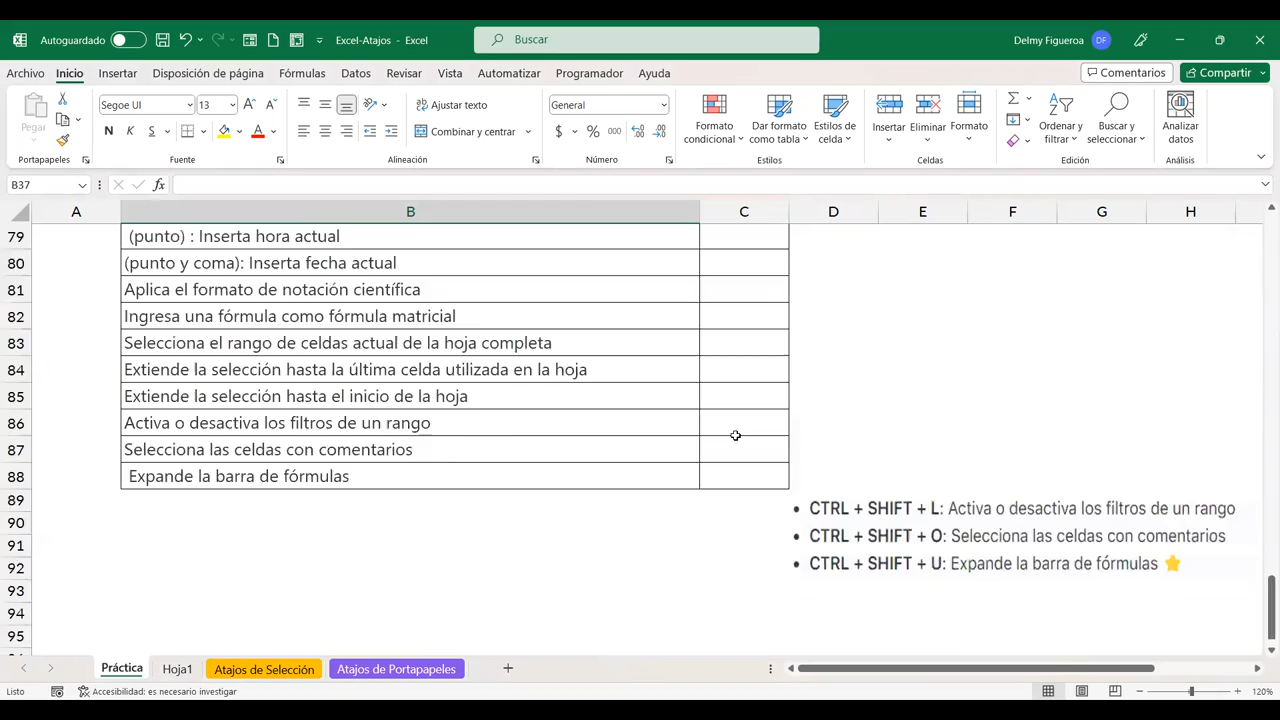 Autoguardado
Excel-Atajos - Excel
Buscar
Delmy Figueroa DF
Archivo Inicio Insertar Disposición de página Fórmulas Datos Revisar Vista Automatizar Programador Ayuda Comentarios Compartir
Pegar
Segoe UI 13
N K S
Ajustar texto
Combinar y centrar
General
$ % 000
Formato condicional
Dar formato como tabla
Estilos de celda
Insertar Eliminar Formato
Ordenar y filtrar
Buscar y seleccionar
Analizar datos
Portapapeles Fuente Alineación Número Estilos Celdas Edición Análisis
B37 fx
A B C D E F G H
79 (punto) : Inserta hora actual
80 (punto y coma): Inserta fecha actual
81 Aplica el formato de notación científica
82 Ingresa una fórmula como fórmula matricial
83 Selecciona el rango de celdas actual de la hoja completa
84 Extiende la selección hasta la última celda utilizada en la hoja
85 Extiende la selección hasta el inicio de la hoja
86 Activa o desactiva los filtros de un rango
87 Selecciona las celdas con comentarios
88 Expande la barra de fórmulas
89
90
91
92
93
94
95
• CTRL + SHIFT + L: Activa o desactiva los filtros de un rango
• CTRL + SHIFT + O: Selecciona las celdas con comentarios
• CTRL + SHIFT + U: Expande la barra de fórmulas
Práctica Hoja1 Atajos de Selección Atajos de Portapapeles
Listo Accesibilidad: es necesario investigar 120%